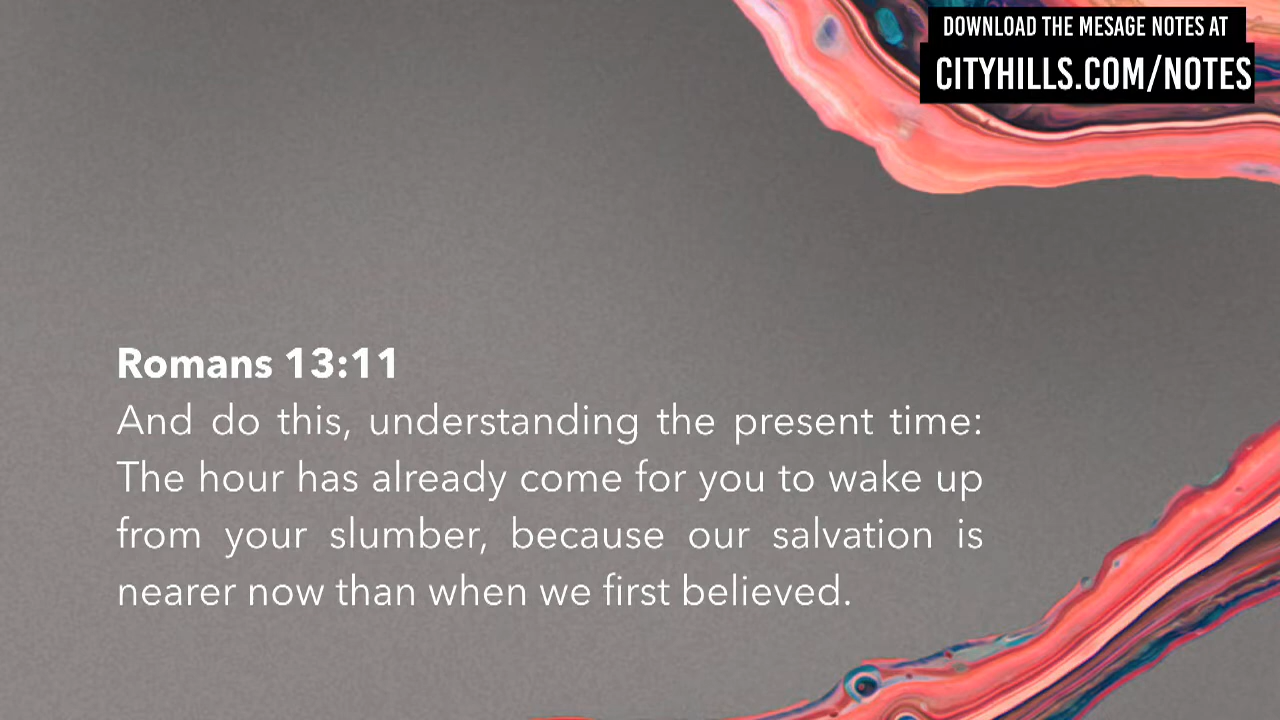 DOWNLOAD THE MESAGE NOTES AT
CITYHILLS.COM/NOTES
Romans 13:11
And do this, understanding the present time:
The hour has already come for you to wake up
from your slumber, because our salvation is
nearer now than when we first believed.